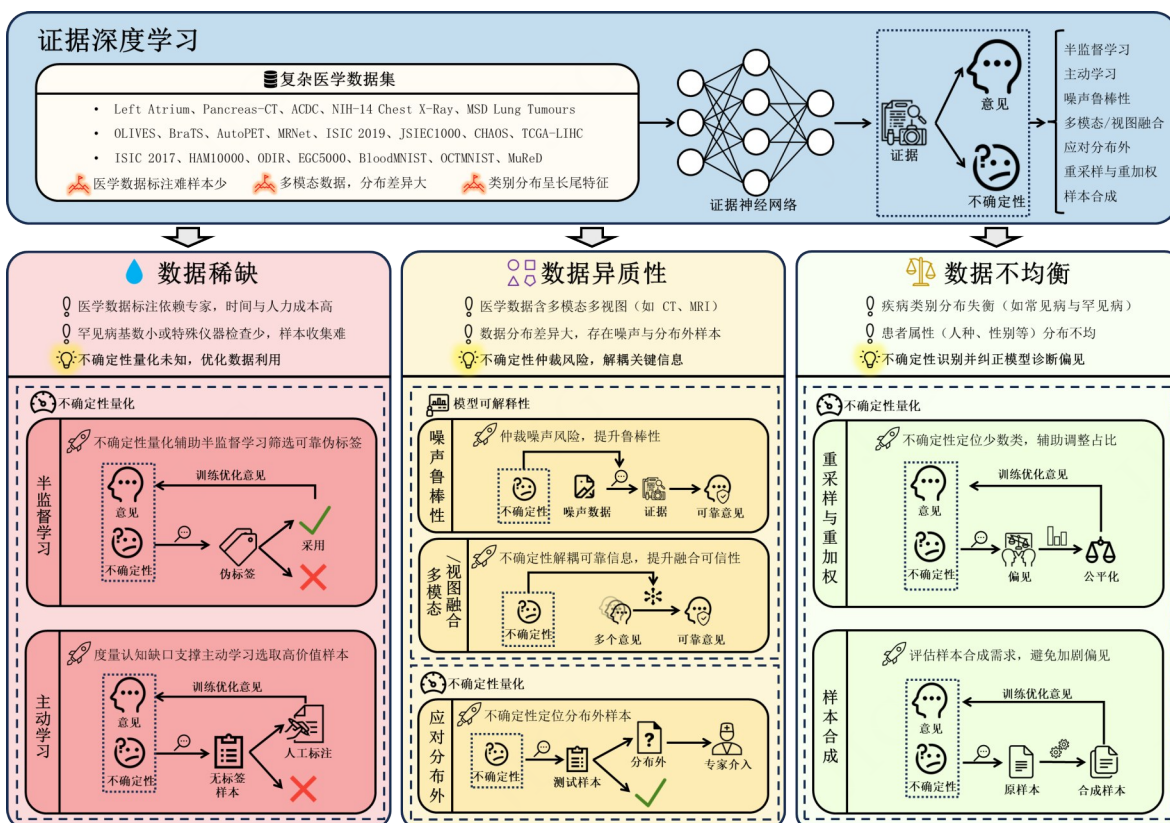 证据深度学习
复杂医学数据集
• Left Atrium、Pancreas-CT、ACDC、NIH-14 Chest X-Ray、MSD Lung Tumours
• OLIVES、BraTS、AutoPET、MRNet、ISIC 2019、JSIEC1000、CHAOS、TCGA-LIHC
• ISIC 2017、HAM10000、ODIR、EGC5000、BloodMNIST、OCTMNIST、MuReD
医学数据标注难样本少
多模态数据，分布差异大
类别分布呈长尾特征
证据神经网络
证据
意见
不确定性
半监督学习
主动学习
噪声鲁棒性
多模态/视图融合
应对分布外
重采样与重加权
样本合成
数据稀缺
医学数据标注依赖专家，时间与人力成本高
罕见病基数小或特殊仪器检查少，样本收集难
不确定性量化未知，优化数据利用
不确定性量化
半监督学习
不确定性量化辅助半监督学习筛选可靠伪标签
训练优化意见
意见
不确定性
伪标签
采用
主动学习
度量认知缺口支撑主动学习选取高价值样本
训练优化意见
意见
不确定性
无标签
样本
人工标注
数据异质性
医学数据含多模态多视图（如 CT、MRI）
数据分布差异大，存在噪声与分布外样本
不确定性仲裁风险，解耦关键信息
模型可解释性
噪声鲁棒性
仲裁噪声风险，提升鲁棒性
不确定性
噪声数据
证据
可靠意见
多模态
/视图融合
不确定性解耦可靠信息，提升融合可信性
不确定性
多个意见
可靠意见
不确定性量化
应对分布外
不确定性定位分布外样本
不确定性
测试样本
分布外
专家介入
数据不均衡
疾病类别分布失衡（如常见病与罕见病）
患者属性（人种、性别等）分布不均
不确定性识别并纠正模型诊断偏见
不确定性量化
重采样与重加权
不确定性定位少数类，辅助调整占比
训练优化意见
意见
不确定性
偏见
公平化
样本合成
评估样本合成需求，避免加剧偏见
训练优化意见
意见
不确定性
原样本
合成样本